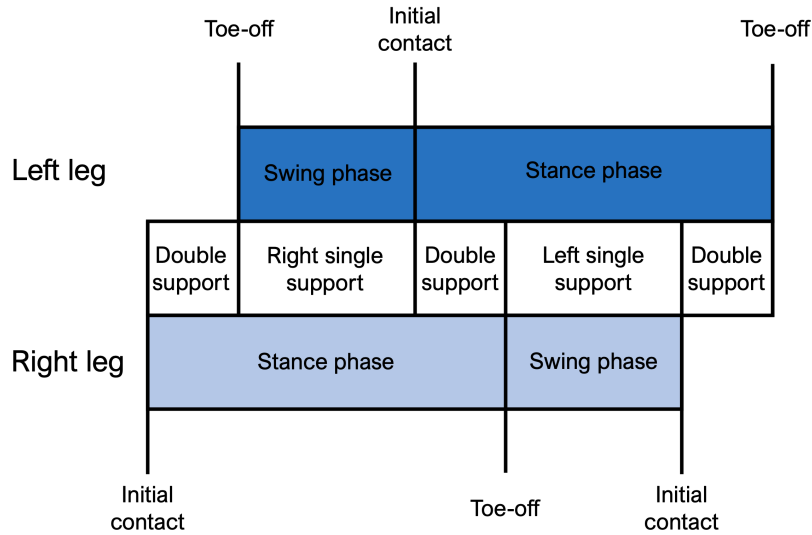 Toe-off
Initial
contact
Toe-off
Left leg
Swing phase
Stance phase
Double
support
Right single
support
Double
support
Left single
support
Double
support
Right leg
Stance phase
Swing phase
Initial
contact
Toe-off
Initial
contact